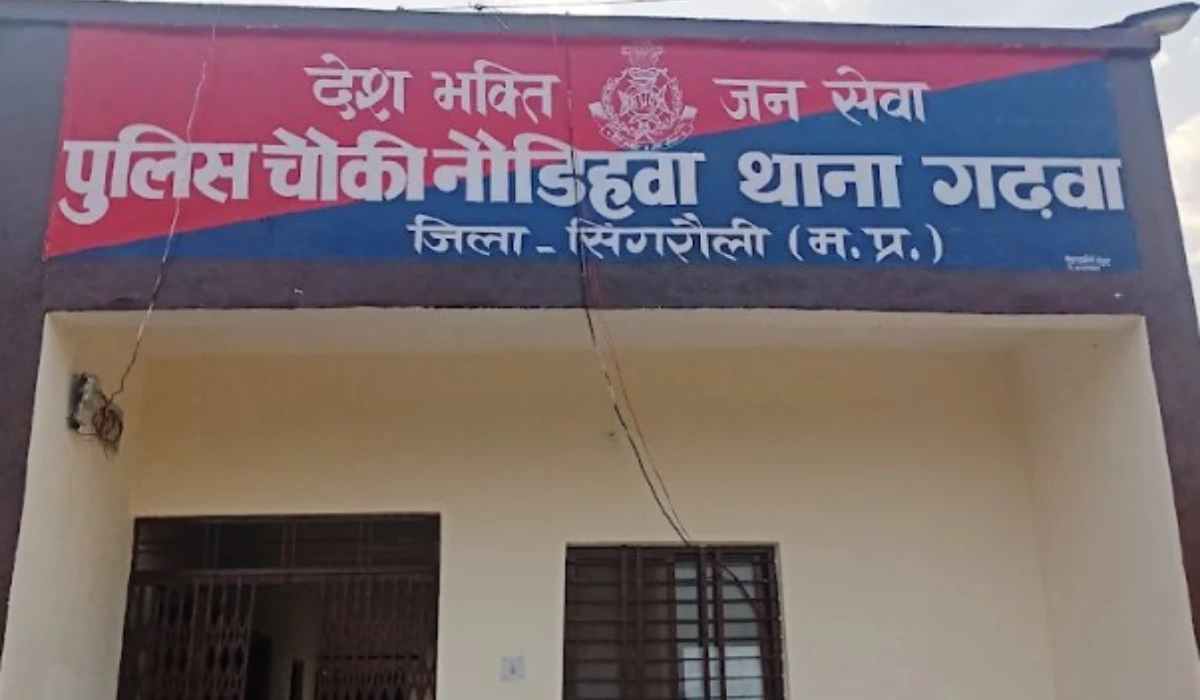 देश भक्ति जन सेवा
पुलिस चौकी नौडिहवां थाना गढ़वा
जिला - सिंगरौली (म. प्र.)